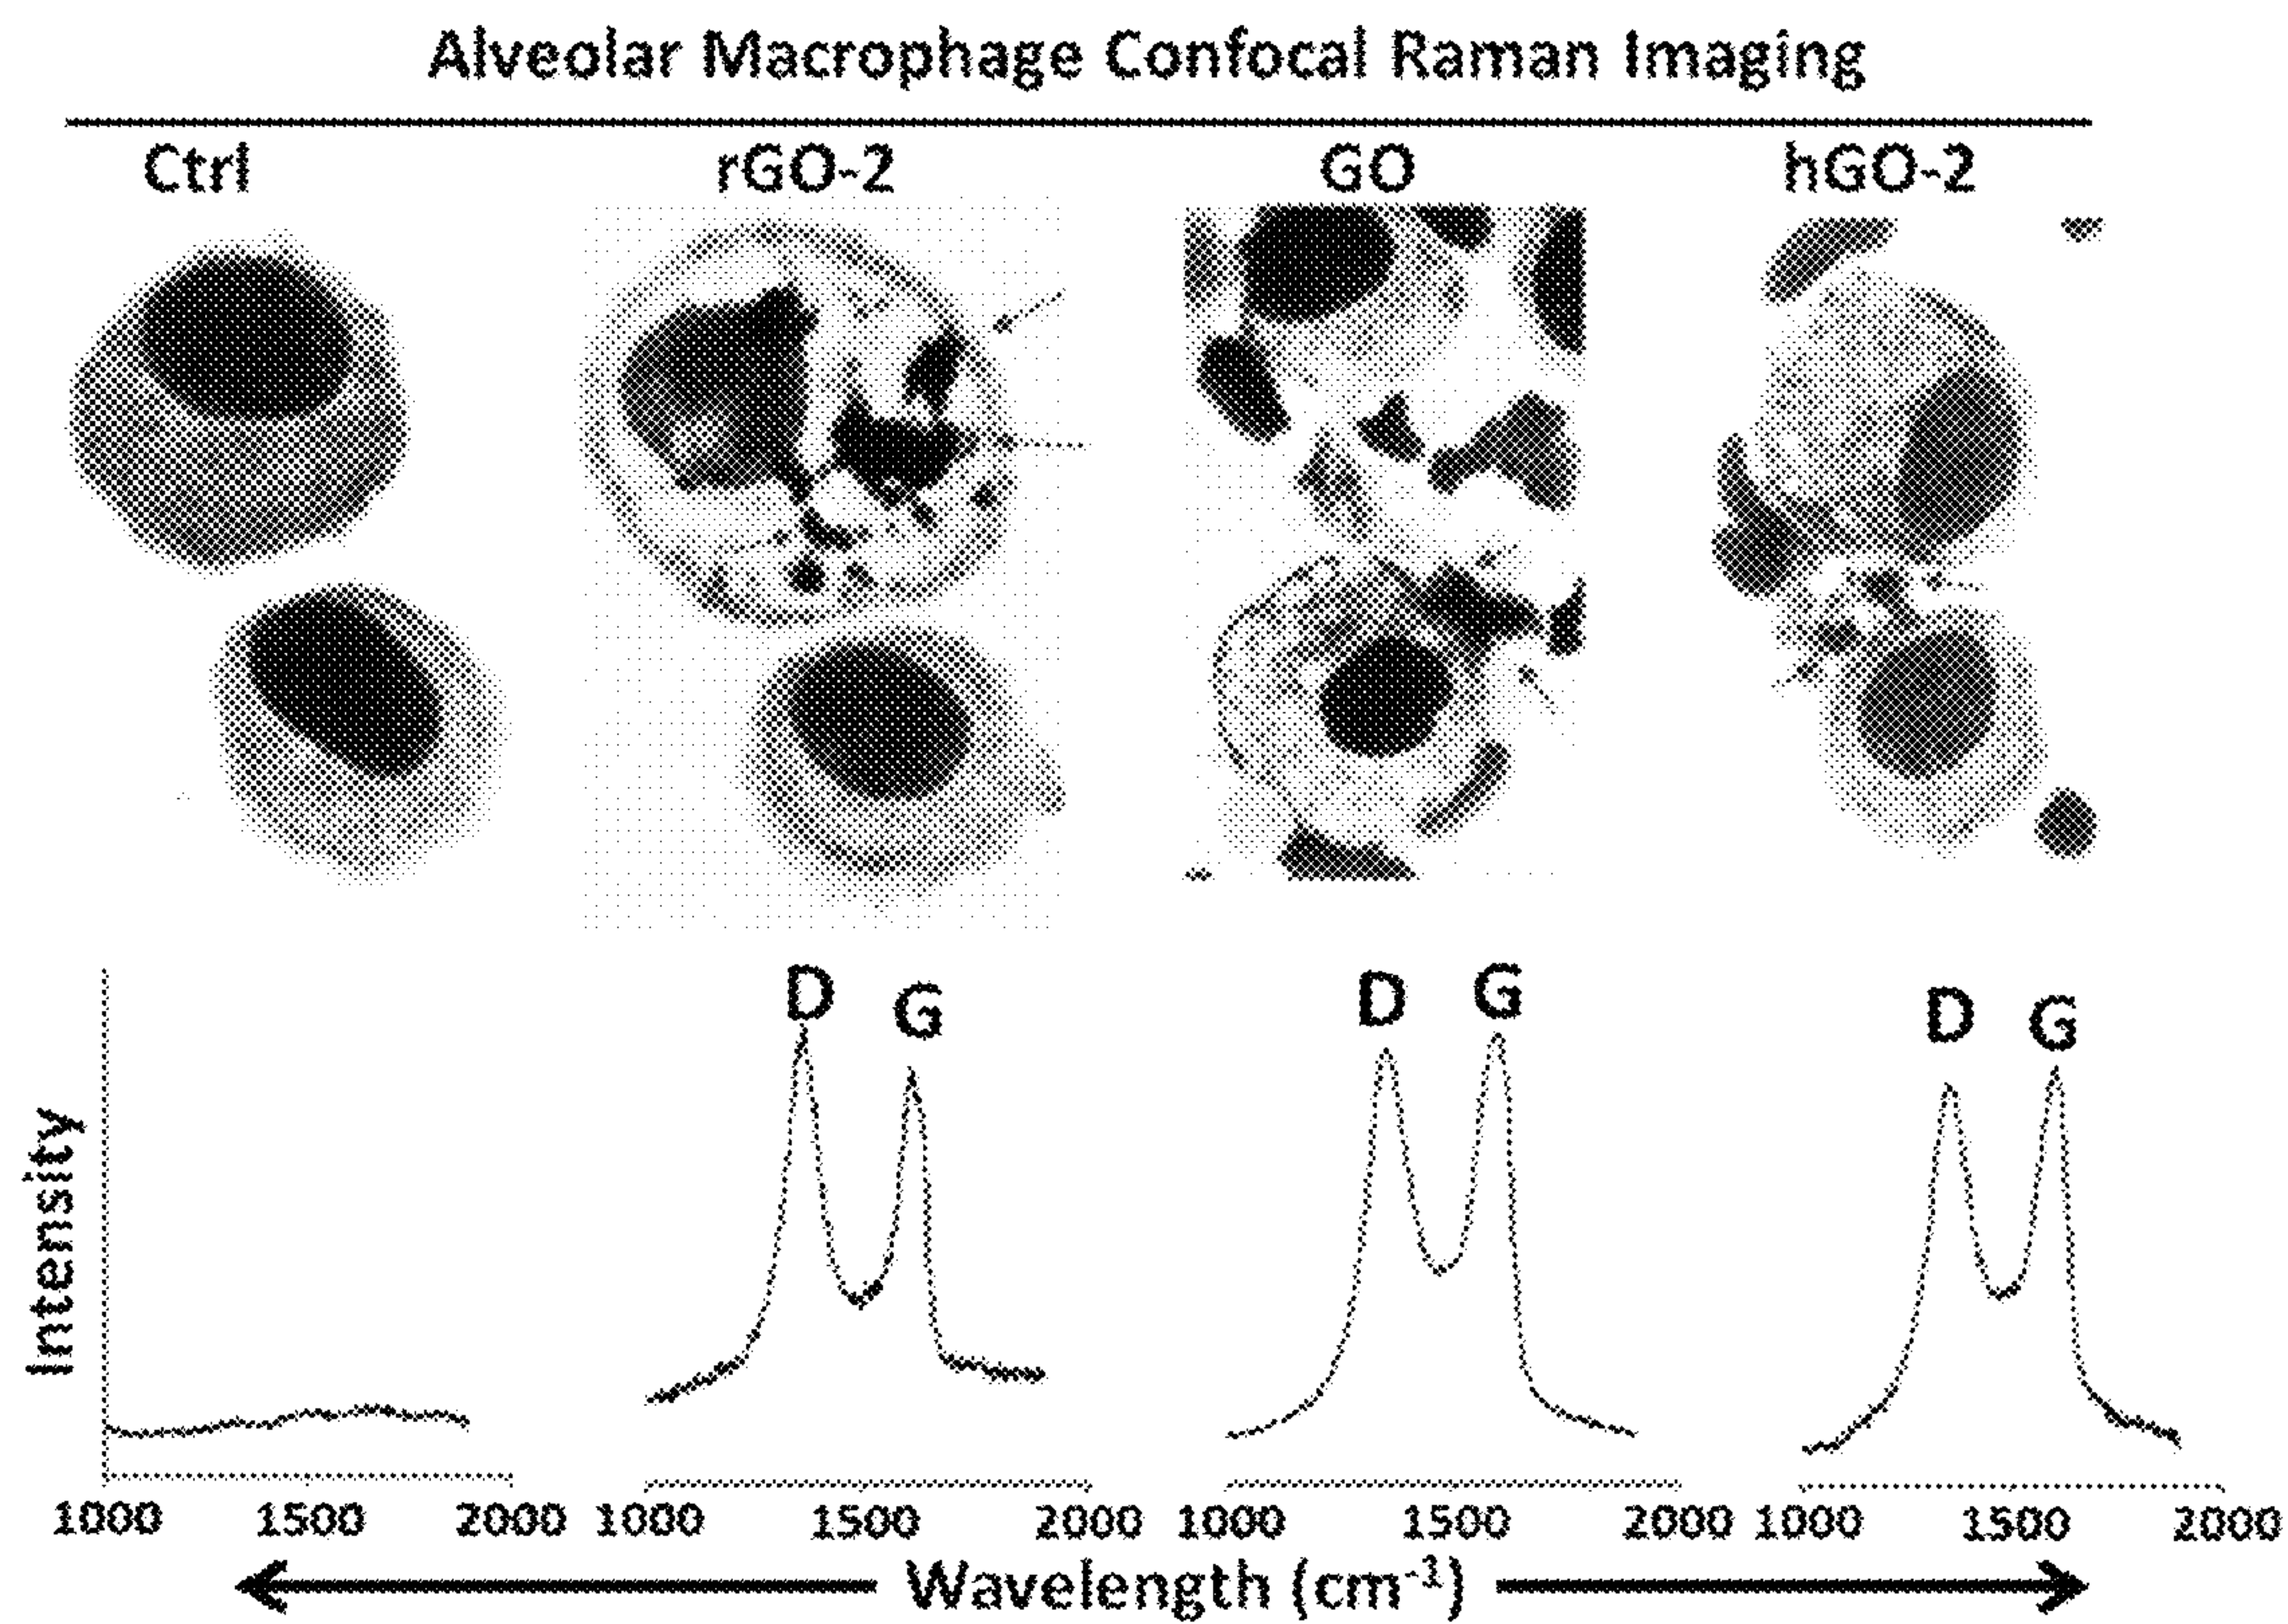 Alveolar Macrophage Confocal Raman Imaging
Ctrl rGO-2 GO hGO-2
D G D G D G
Intensity
1000 1500 2000 1000 1500 2000 1000 1500 2000 1000 1500 2000
Wavelength (cm⁻¹)